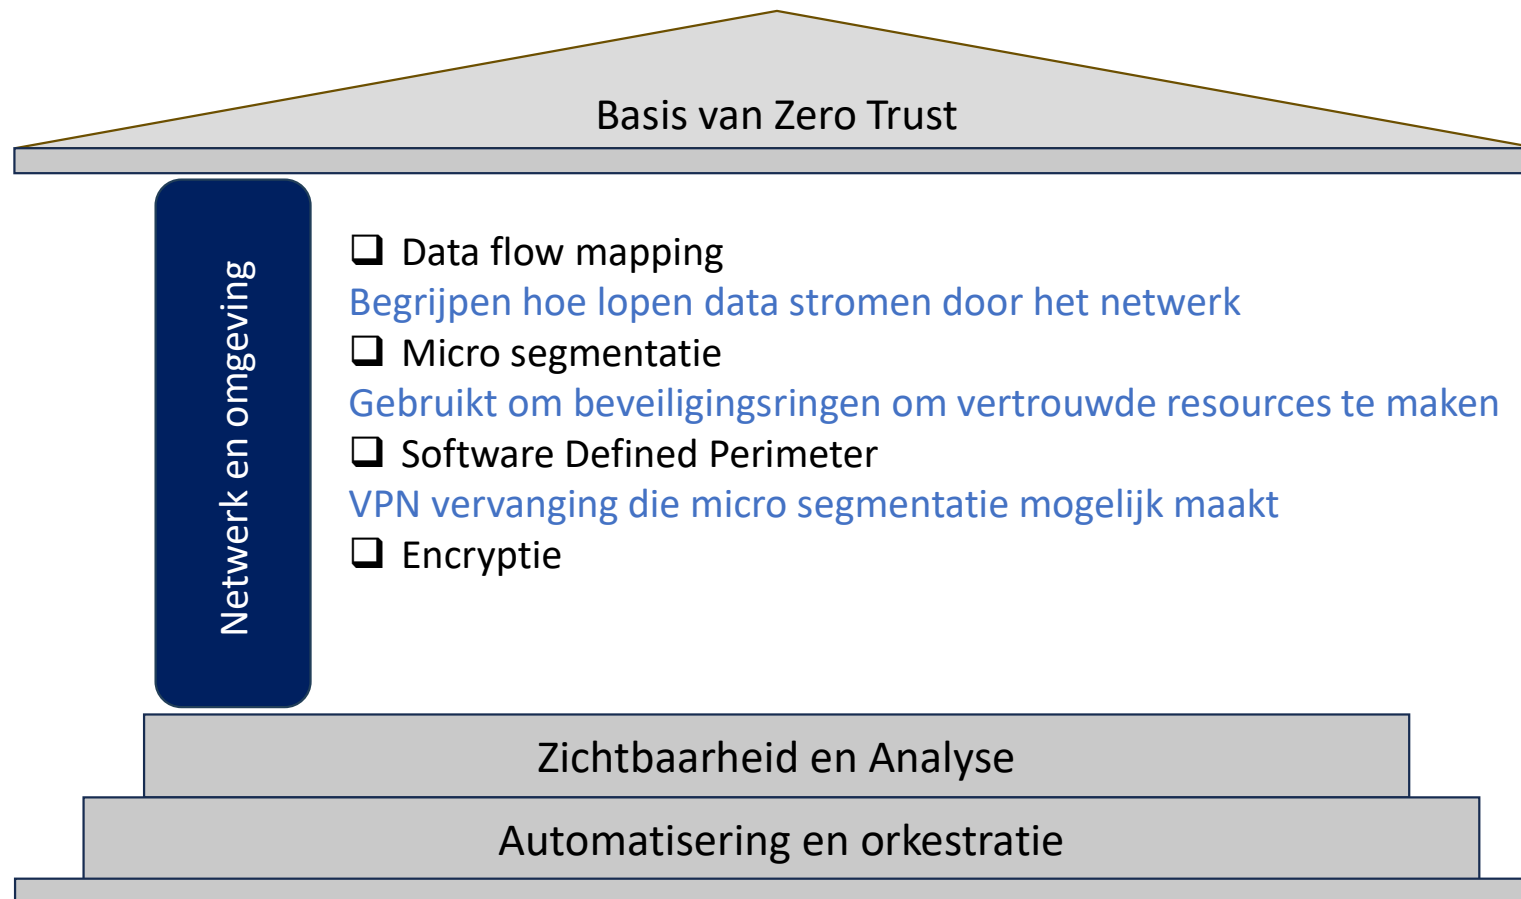 Basis van Zero Trust
Netwerk en omgeving
Data flow mapping
Begrijpen hoe lopen data stromen door het netwerk
Micro segmentatie
Gebruikt om beveiligingsringen om vertrouwde resources te maken
Software Defined Perimeter
VPN vervanging die micro segmentatie mogelijk maakt
Encryptie
Zichtbaarheid en Analyse
Automatisering en orkestratie